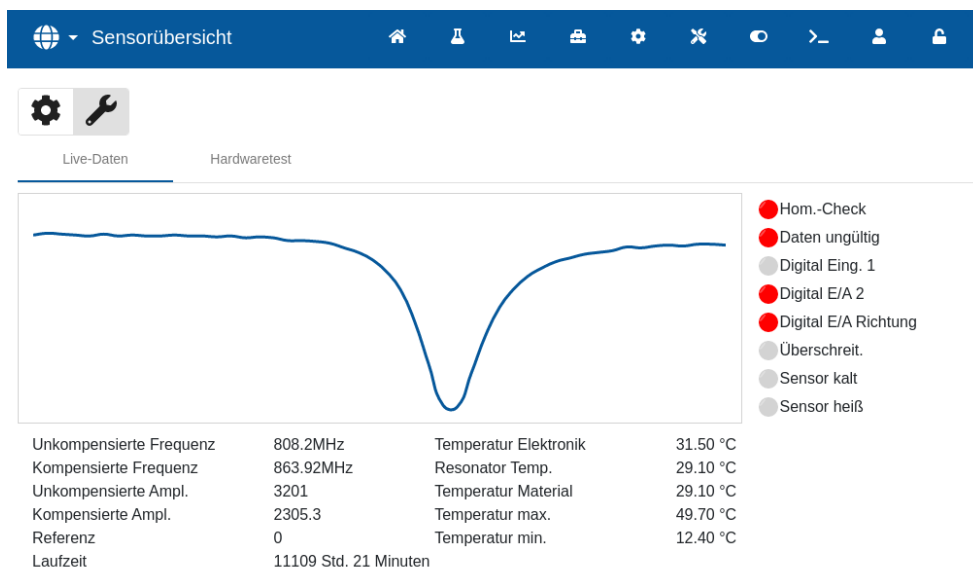 Sensorübersicht
Live-Daten Hardwaretest
Hom.-Check
Daten ungültig
Digital Eing. 1
Digital E/A 2
Digital E/A Richtung
Überschreit.
Sensor kalt
Sensor heiß
Unkompensierte Frequenz 808.2MHz Temperatur Elektronik 31.50 °C
Kompensierte Frequenz 863.92MHz Resonator Temp. 29.10 °C
Unkompensierte Ampl. 3201 Temperatur Material 29.10 °C
Kompensierte Ampl. 2305.3 Temperatur max. 49.70 °C
Referenz 0 Temperatur min. 12.40 °C
Laufzeit 11109 Std. 21 Minuten